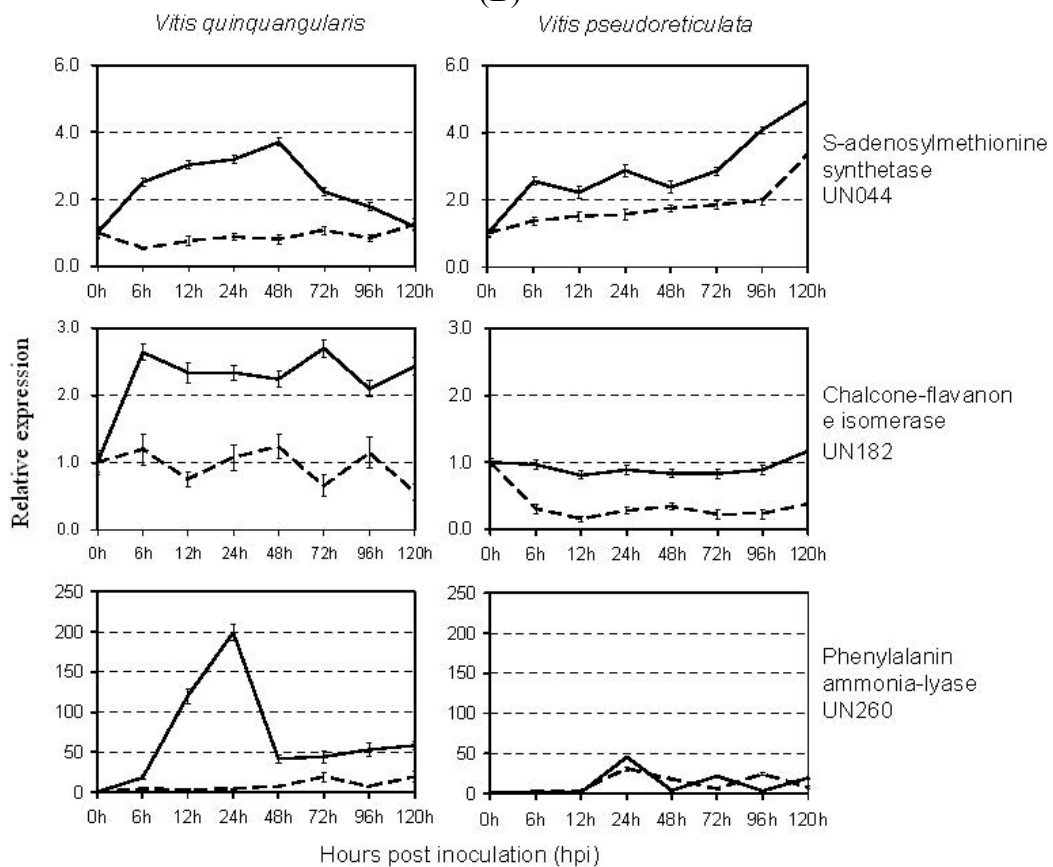 (B)
Vitis quinquangularis
Vitis pseudoreticulata
6.0
4.0
2.0
0.0
0h 6h 12h 24h 48h 72h 96h 120h
6.0
4.0
2.0
0.0
0h 6h 12h 24h 48h 72h 96h 120h
S-adenosylmethionine
synthetase
UN044
Relative expression
3.0
2.0
1.0
0.0
0h 6h 12h 24h 48h 72h 96h 120h
3.0
2.0
1.0
0.0
0h 6h 12h 24h 48h 72h 96h 120h
Chalcone-flavanon
e isomerase
UN182
250
200
150
100
50
0
0h 6h 12h 24h 48h 72h 96h 120h
250
200
150
100
50
0
0h 6h 12h 24h 48h 72h 96h 120h
Phenylalanin
ammonia-lyase
UN260
Hours post inoculation (hpi)